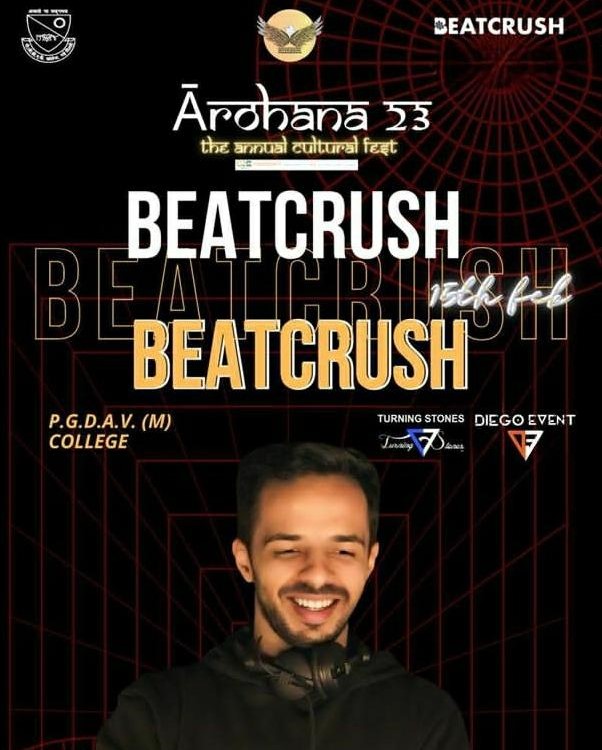 BEATCRUSH
Ārohana 23
the annual cultural fest
BEATCRUSH
BEATCRUSH
15th feb
BEATCRUSH
P.G.D.A.V. (M)
COLLEGE
TURNING STONES
Turning Stones
DIEGO EVENT